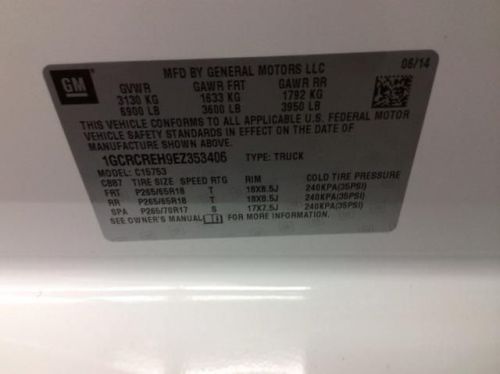 GM
MFD BY GENERAL MOTORS LLC 06/14
GVWR GAWR FRT GAWR RR
3130 KG 1633 KG 1792 KG
6900 LB 3600 LB 3950 LB
THIS VEHICLE CONFORMS TO ALL APPLICABLE U.S. FEDERAL MOTOR
VEHICLE SAFETY STANDARDS IN EFFECT ON THE DATE OF
MANUFACTURE SHOWN ABOVE.
1GCRCREH9EZ353406 TYPE: TRUCK
MODEL: C15753
CBB7 TIRE SIZE SPEED RTG RIM COLD TIRE PRESSURE
FRT P265/65R18 T 18X8.5J 240KPA(35PSI)
RR P265/65R18 T 18X8.5J 240KPA(35PSI)
SPA P265/70R17 S 17X7.5J 240KPA(35PSI)
SEE OWNER'S MANUAL FOR MORE INFORMATION.